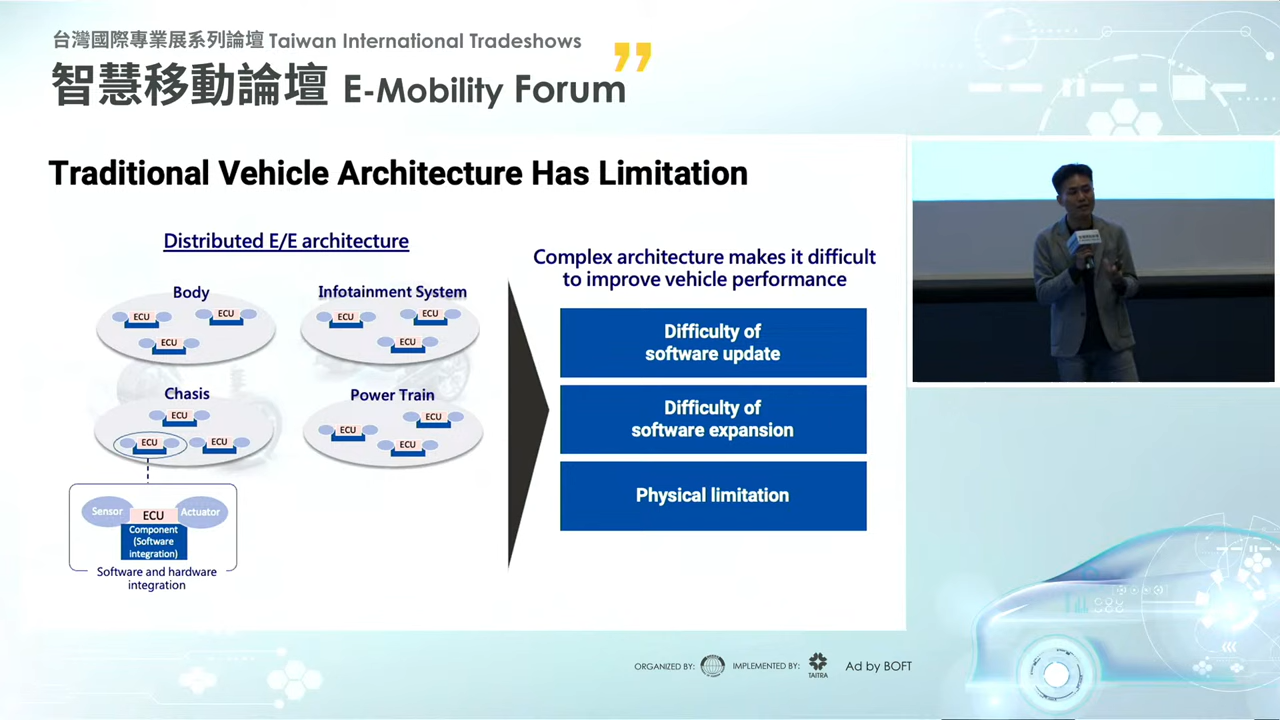 台灣國際專業展系列論壇 Taiwan International Tradeshows
智慧移動論壇 E-Mobility Forum
Traditional Vehicle Architecture Has Limitation
Distributed E/E architecture
Body
ECU
ECU
ECU
Infotainment System
ECU
ECU
ECU
Chasis
ECU
ECU
ECU
Power Train
ECU
ECU
ECU
Sensor
ECU
Actuator
Component
(Software
integration)
Software and hardware
integration
Complex architecture makes it difficult
to improve vehicle performance
Difficulty of
software update
Difficulty of
software expansion
Physical limitation
ORGANIZED BY:
IMPLEMENTED BY:
TAITRA
Ad by BOFT